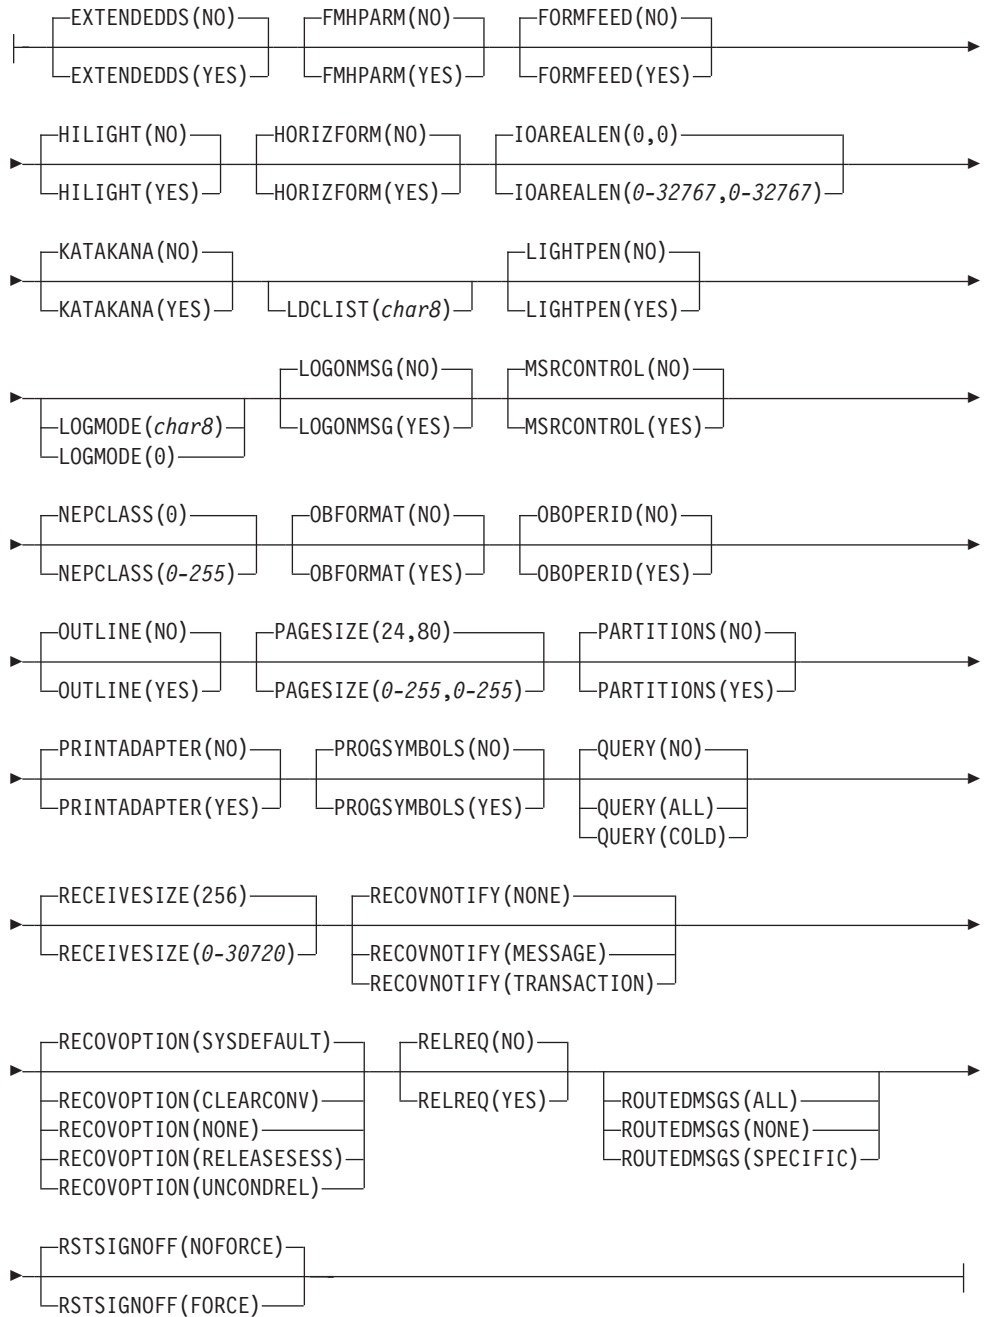 EXTENDEDDS(NO) FMHPARM(NO) FORMFEED(NO)
EXTENDEDDS(YES) FMHPARM(YES) FORMFEED(YES)
HILIGHT(NO) HORIZFORM(NO) IOAREALEN(0,0)
HILIGHT(YES) HORIZFORM(YES) IOAREALEN(0-32767,0-32767)
KATAKANA(NO) LIGHTPEN(NO)
KATAKANA(YES) LDCLIST(char8) LIGHTPEN(YES)
LOGONMSG(NO) MSRCONTROL(NO)
LOGMODE(char8) LOGONMSG(YES) MSRCONTROL(YES)
LOGMODE(0)
NEPCLASS(0) OBFORMAT(NO) OBOPERID(NO)
NEPCLASS(0-255) OBFORMAT(YES) OBOPERID(YES)
OUTLINE(NO) PAGESIZE(24,80) PARTITIONS(NO)
OUTLINE(YES) PAGESIZE(0-255,0-255) PARTITIONS(YES)
PRINTADAPTER(NO) PROGSYMBOLS(NO) QUERY(NO)
PRINTADAPTER(YES) PROGSYMBOLS(YES) QUERY(ALL)
QUERY(COLD)
RECEIVESIZE(256) RECOVNOTIFY(NONE)
RECEIVESIZE(0-30720) RECOVNOTIFY(MESSAGE)
RECOVNOTIFY(TRANSACTION)
RECOVOPTION(SYSDEFAULT) RELREQ(NO)
RECOVOPTION(CLEARCONV) RELREQ(YES) ROUTEDMSGS(ALL)
RECOVOPTION(NONE) ROUTEDMSGS(NONE)
RECOVOPTION(RELEASESESS) ROUTEDMSGS(SPECIFIC)
RECOVOPTION(UNCONDREL)
RSTSIGNOFF(NOFORCE)
RSTSIGNOFF(FORCE)